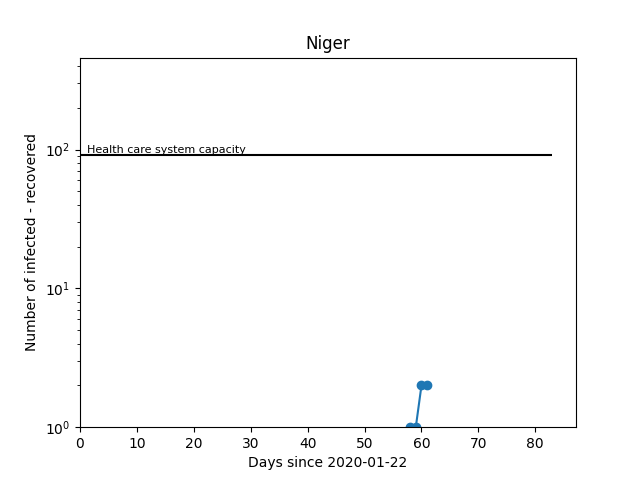 Niger
Number of infected - recovered
10²
10¹
10⁰
Health care system capacity
0 10 20 30 40 50 60 70 80
Days since 2020-01-22